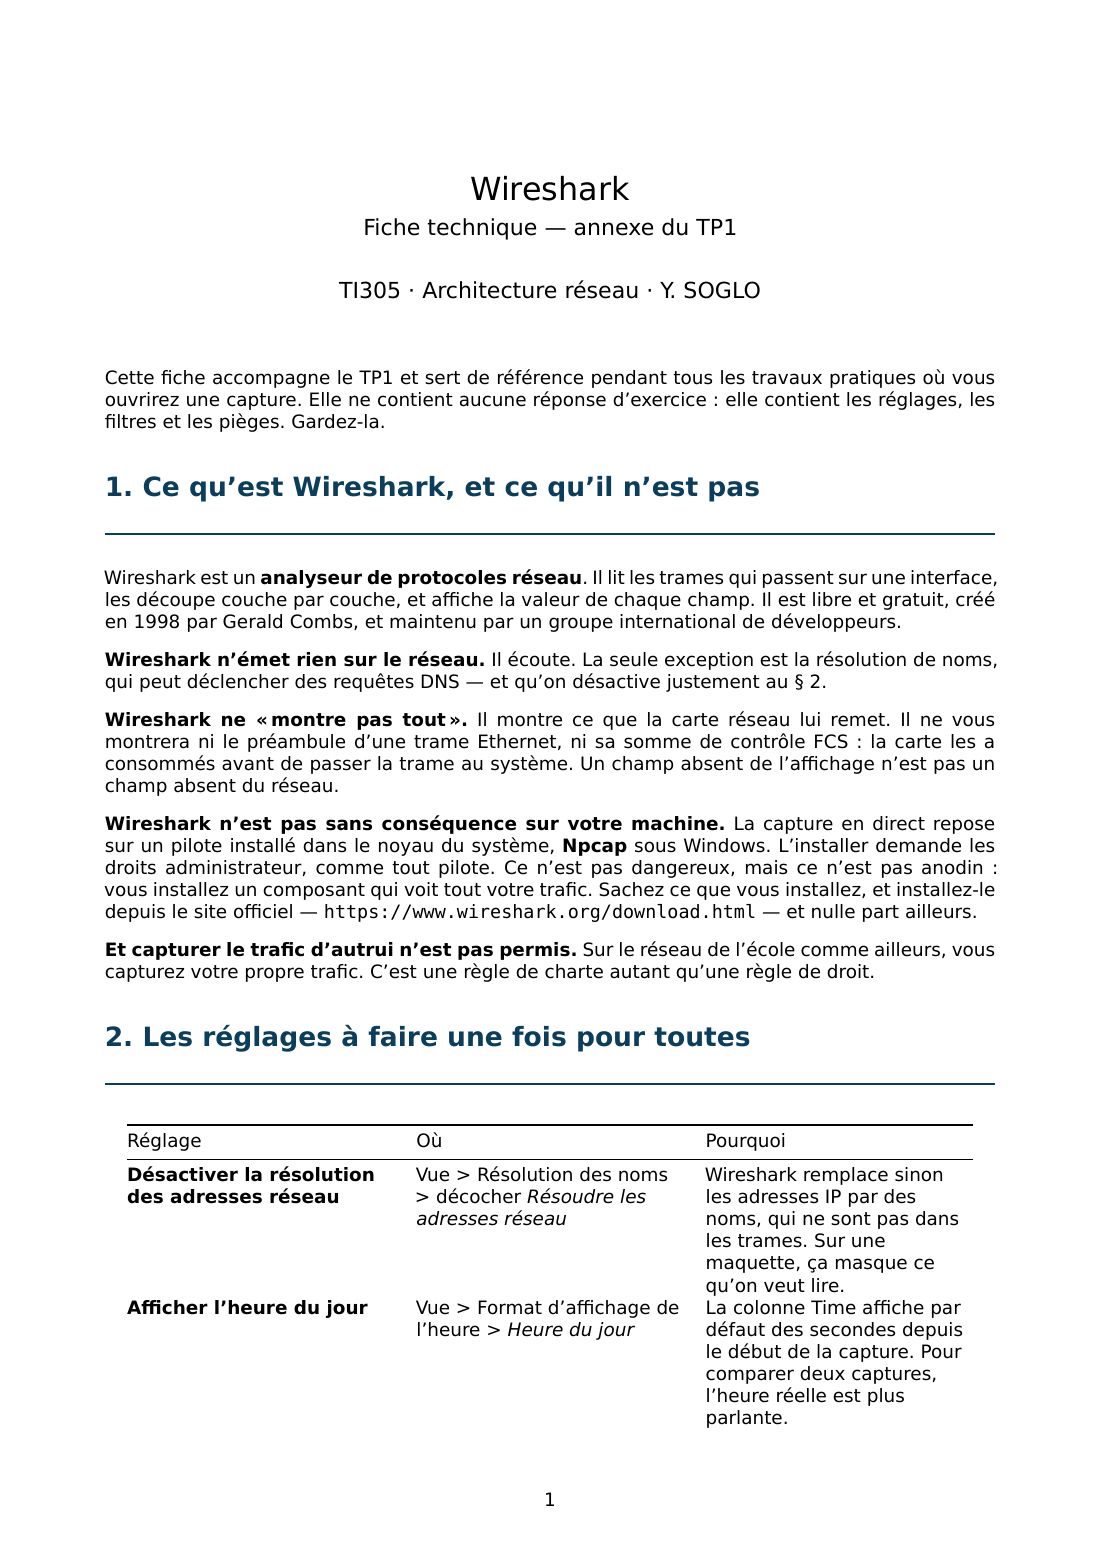 Wireshark
Fiche technique — annexe du TP1
TI305 · Architecture réseau · Y. SOGLO
Cette fiche accompagne le TP1 et sert de référence pendant tous les travaux pratiques où vous
ouvrirez une capture. Elle ne contient aucune réponse d’exercice : elle contient les réglages, les
filtres et les pièges. Gardez-la.
1. Ce qu’est Wireshark, et ce qu’il n’est pas
Wireshark est un analyseur de protocoles réseau. Il lit les trames qui passent sur une interface,
les découpe couche par couche, et affiche la valeur de chaque champ. Il est libre et gratuit, créé
en 1998 par Gerald Combs, et maintenu par un groupe international de développeurs.
Wireshark n’émet rien sur le réseau. Il écoute. La seule exception est la résolution de noms,
qui peut déclencher des requêtes DNS — et qu’on désactive justement au § 2.
Wireshark ne « montre pas tout ». Il montre ce que la carte réseau lui remet. Il ne vous
montrera ni le préambule d’une trame Ethernet, ni sa somme de contrôle FCS : la carte les a
consommés avant de passer la trame au système. Un champ absent de l’affichage n’est pas un
champ absent du réseau.
Wireshark n’est pas sans conséquence sur votre machine. La capture en direct repose
sur un pilote installé dans le noyau du système, Npcap sous Windows. L’installer demande les
droits administrateur, comme tout pilote. Ce n’est pas dangereux, mais ce n’est pas anodin :
vous installez un composant qui voit tout votre trafic. Sachez ce que vous installez, et installez-le
depuis le site officiel — https://www.wireshark.org/download.html — et nulle part ailleurs.
Et capturer le trafic d’autrui n’est pas permis. Sur le réseau de l’école comme ailleurs, vous
capturez votre propre trafic. C’est une règle de charte autant qu’une règle de droit.
2. Les réglages à faire une fois pour toutes
Réglage Où Pourquoi
Désactiver la résolution Vue > Résolution des noms Wireshark remplace sinon
des adresses réseau > décocher Résoudre les les adresses IP par des
adresses réseau noms, qui ne sont pas dans
les trames. Sur une
maquette, ça masque ce
qu’on veut lire.
Afficher l’heure du jour Vue > Format d’affichage de La colonne Time affiche par
l’heure > Heure du jour défaut des secondes depuis
le début de la capture. Pour
comparer deux captures,
l’heure réelle est plus
parlante.
1